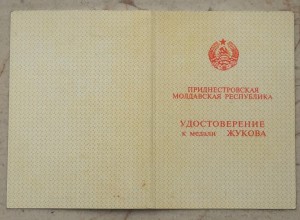 ПРИДНЕСТРОВСКАЯ
МОЛДАВСКАЯ РЕСПУБЛИКА
УДОСТОВЕРЕНИЕ
к медали ЖУКОВА